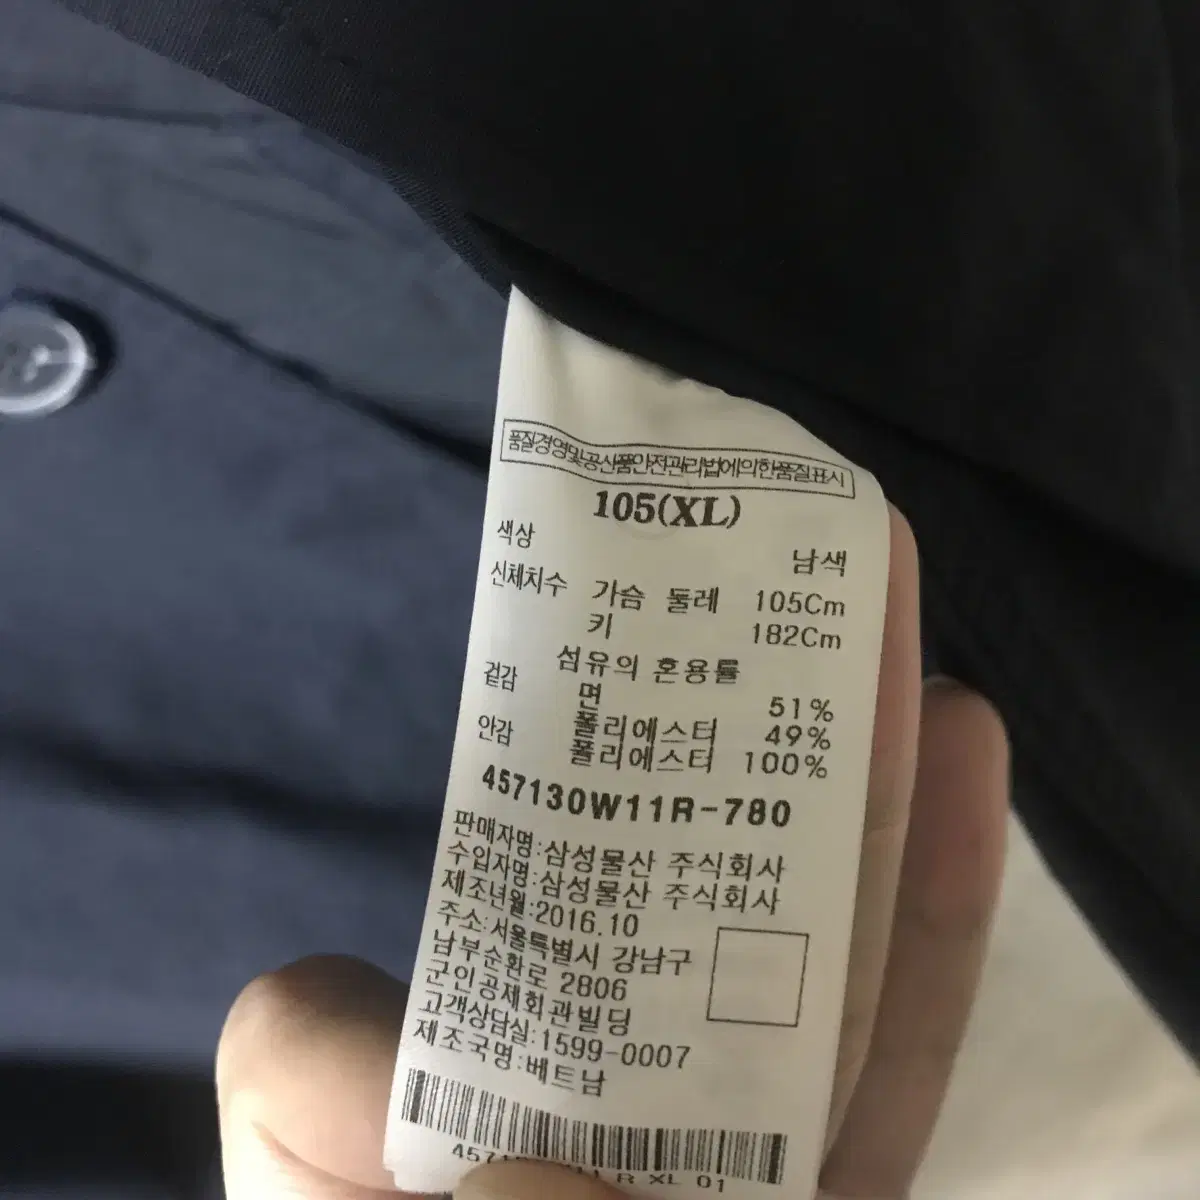 품질경영및공산품안전관리법에의한품질표시
105(XL)
색상 남색
신체치수 가슴 둘레 105Cm
키 182Cm
섬유의 혼용률
겉감 면 51%
폴리에스터 49%
안감 폴리에스터 100%
457130W11R-780
판매자명:삼성물산 주식회사
수입자명:삼성물산 주식회사
제조년월:2016.10
주소:서울특별시 강남구
남부순환로 2806
군인공제회관빌딩
고객상담실:1599-0007
제조국명:베트남
R XL 01